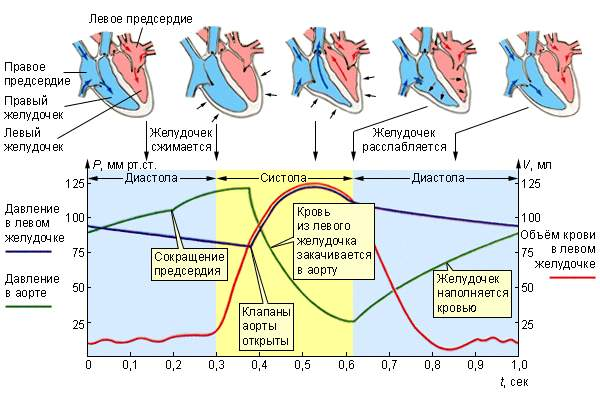 Левое предсердие
Правое
предсердие
Правый
желудочек
Левый
желудочек
Желудочек
сжимается
Желудочек
расслабляется
P, мм рт.ст.
V, мл
Диастола
Систола
Диастола
125
100
75
50
25
125
100
75
50
25
Давление
в левом
желудочке
Давление
в аорте
Сокращение
предсердия
Клапаны
аорты
открыты
Кровь
из левого
желудочка
закачивается
в аорту
Желудочек
наполняется
кровью
Объём крови
в левом
желудочке
0
0,1
0,2
0,3
0,4
0,5
0,6
0,7
0,8
0,9
1,0
t, сек